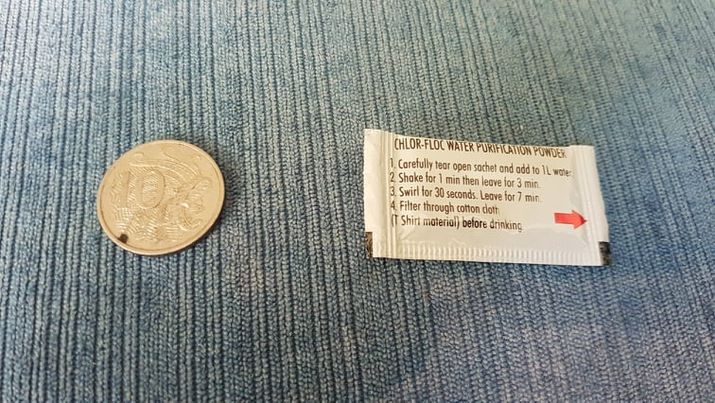 10
CHLOR-FLOC WATER PURIFICATION POWDER
1. Carefully tear open sachet and add to 1L water.
2. Shake for 1 min then leave for 3 min.
3. Swirl for 30 seconds. Leave for 7 min.
4. Filter through cotton cloth
(T Shirt material) before drinking